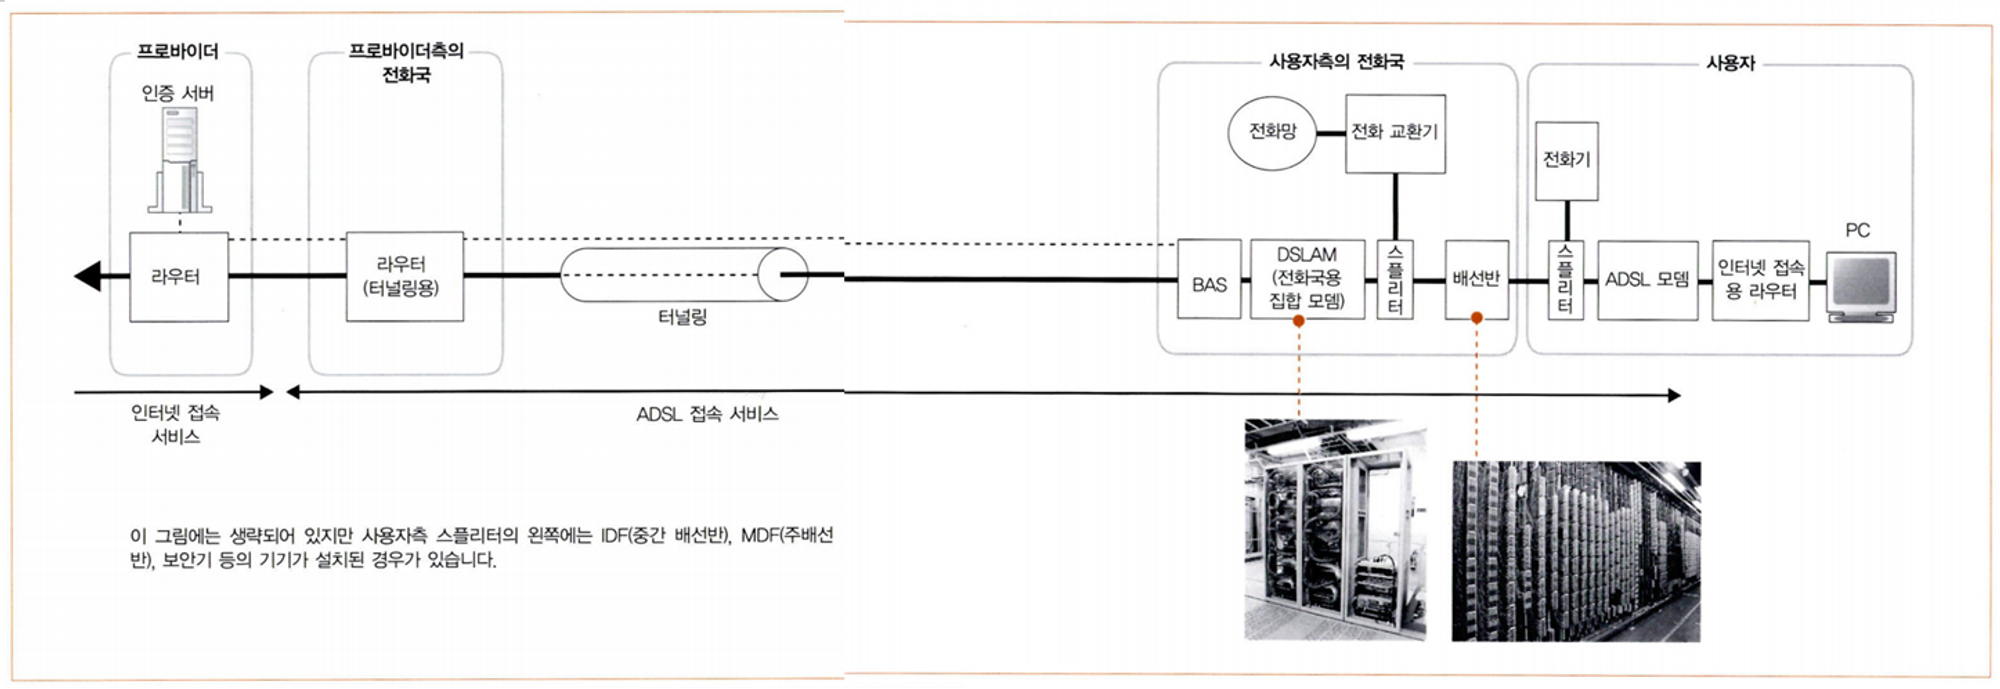 프로바이더
인증 서버
라우터
프로바이더측의
전화국
라우터
(터널링용)
터널링
사용자측의 전화국
전화망
전화 교환기
BAS
DSLAM
(전화국용
집합 모뎀)
스플리터
배선반
사용자
전화기
스플리터
ADSL 모뎀
인터넷 접속
용 라우터
PC
인터넷 접속
서비스
ADSL 접속 서비스
이 그림에는 생략되어 있지만 사용자측 스플리터의 왼쪽에는 IDF(중간 배선반), MDF(주배선
반), 보안기 등의 기기가 설치된 경우가 있습니다.